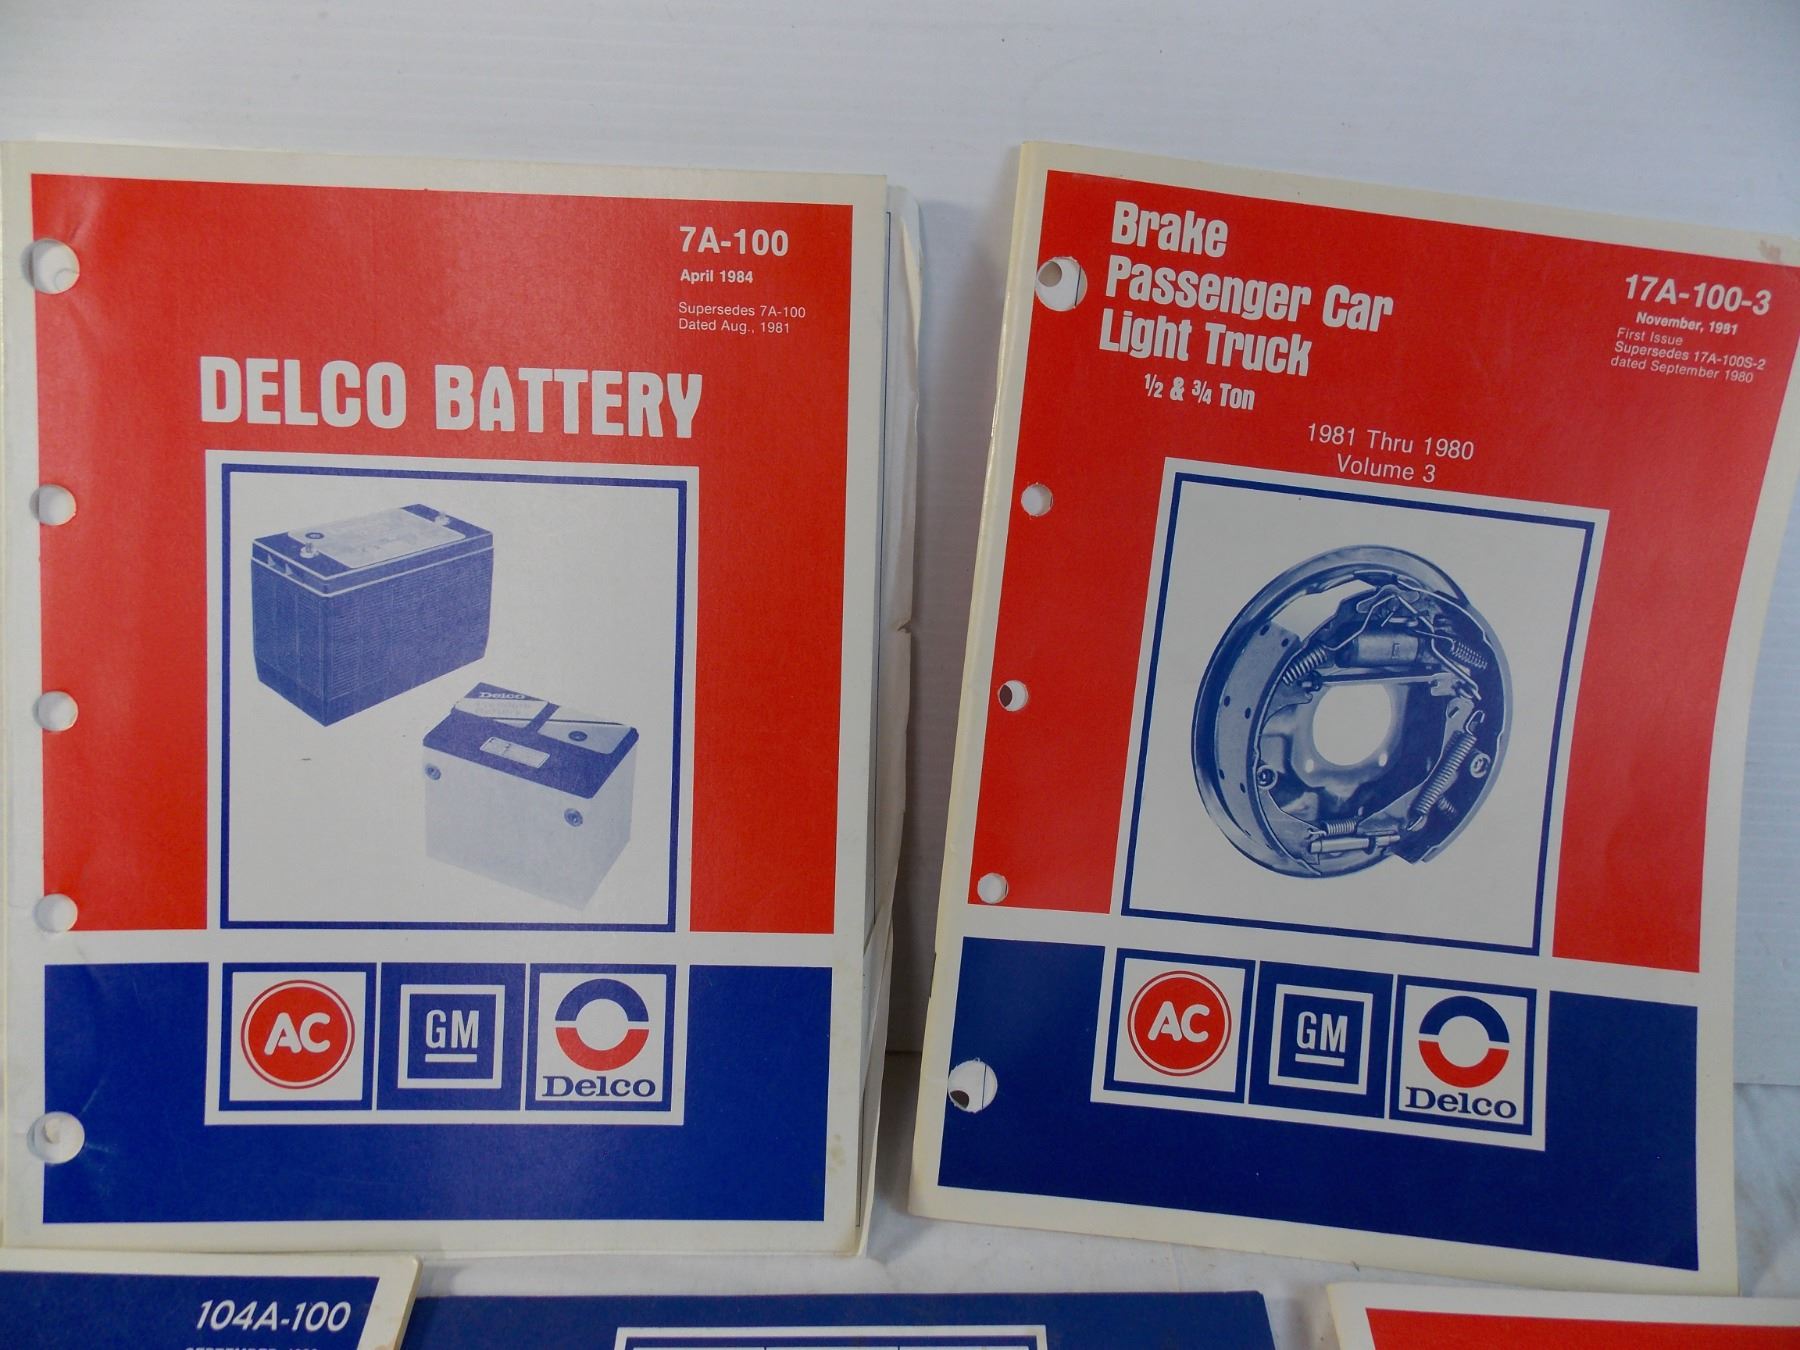 7A-100
April 1984
Supersedes 7A-100
Dated Aug., 1981
DELCO BATTERY
Delco
AC
GM
Delco
Brake
Passenger Car
Light Truck
1/2 & 3/4 Ton
17A-100-3
November, 1981
First Issue
Supersedes 17A-100S-2
dated September 1980
1981 Thru 1980
Volume 3
AC
GM
Delco
104A-100